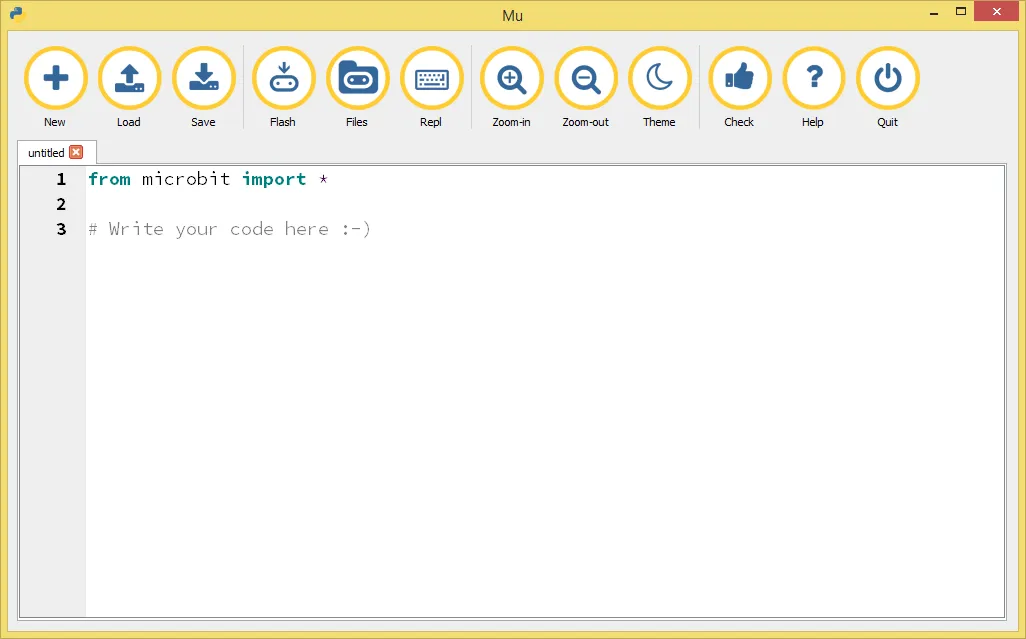 Mu
New Load Save Flash Files Repl Zoom-in Zoom-out Theme Check Help Quit
untitled
1 from microbit import *
2
3 # Write your code here :-)